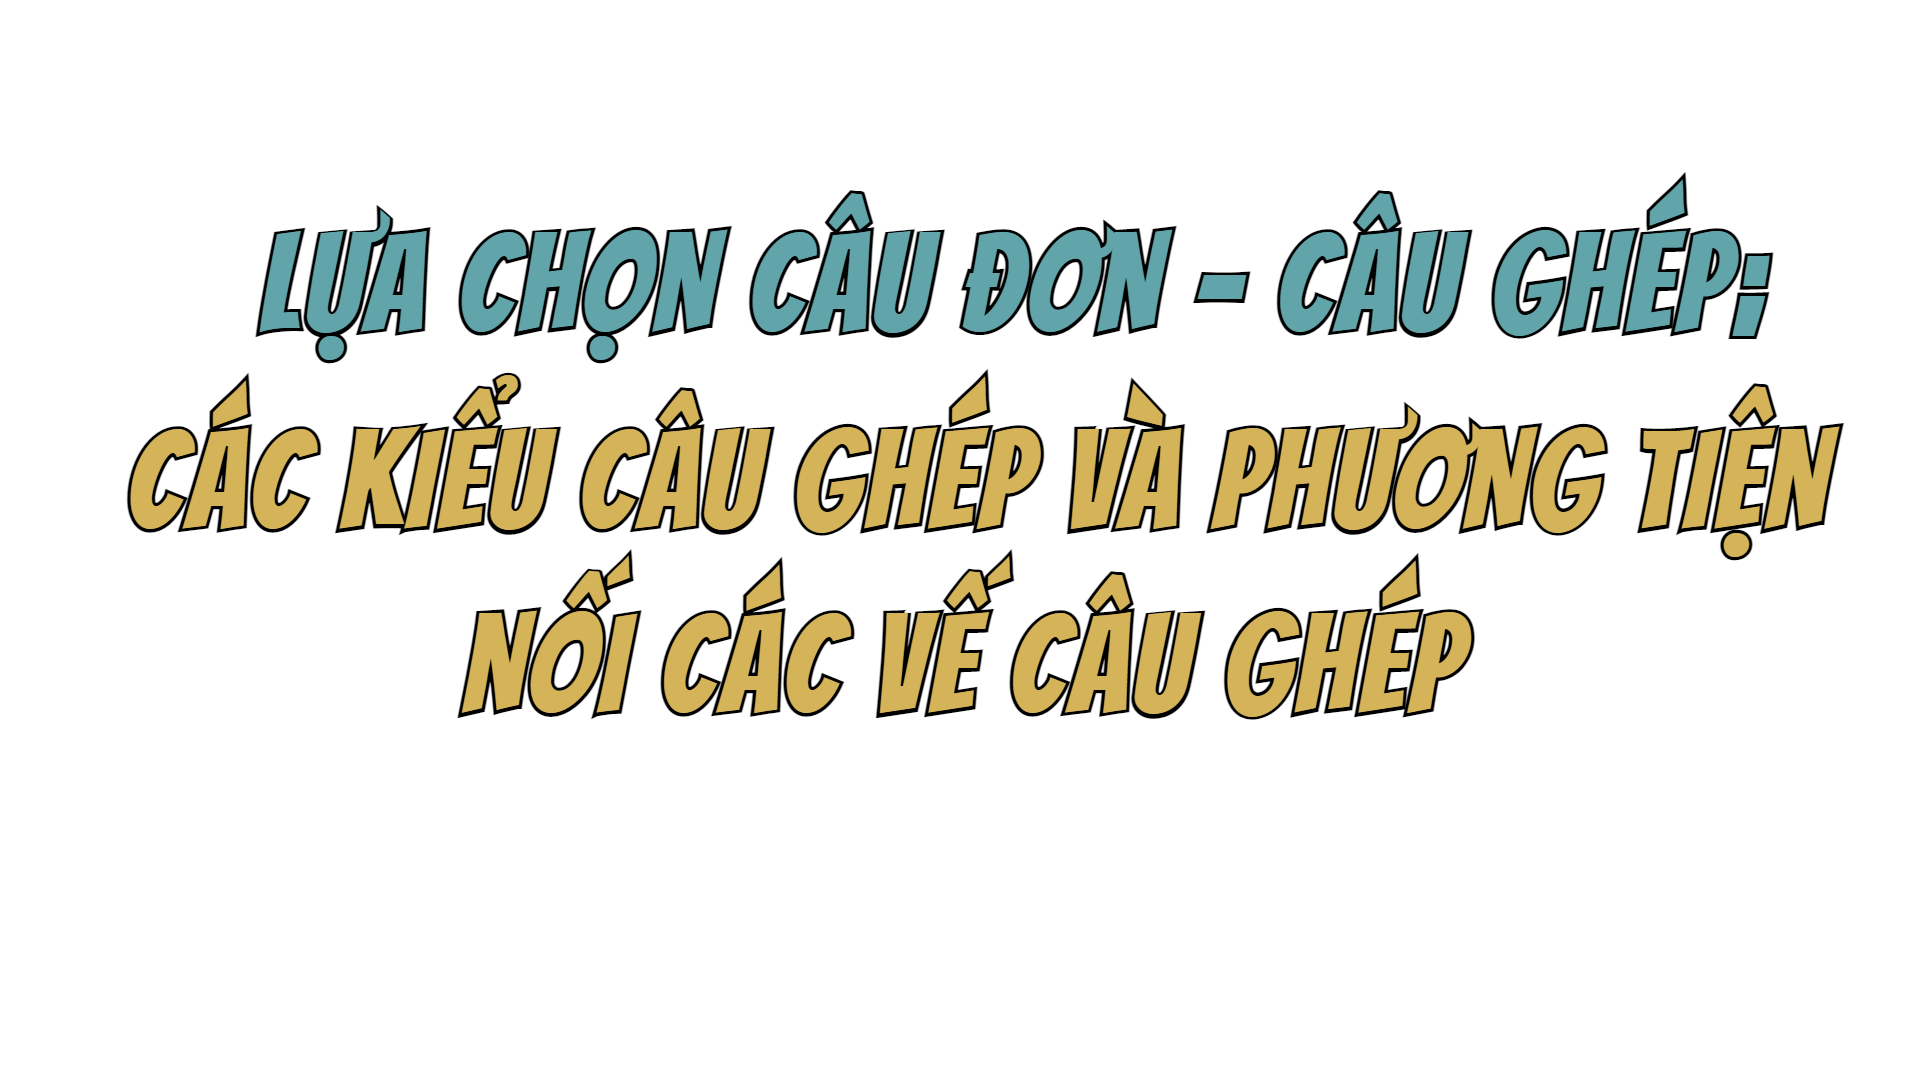 LỰA CHỌN CÂU ĐƠN - CÂU GHÉP;
CÁC KIỂU CÂU GHÉP VÀ PHƯƠNG TIỆN
NỐI CÁC VẾ CÂU GHÉP